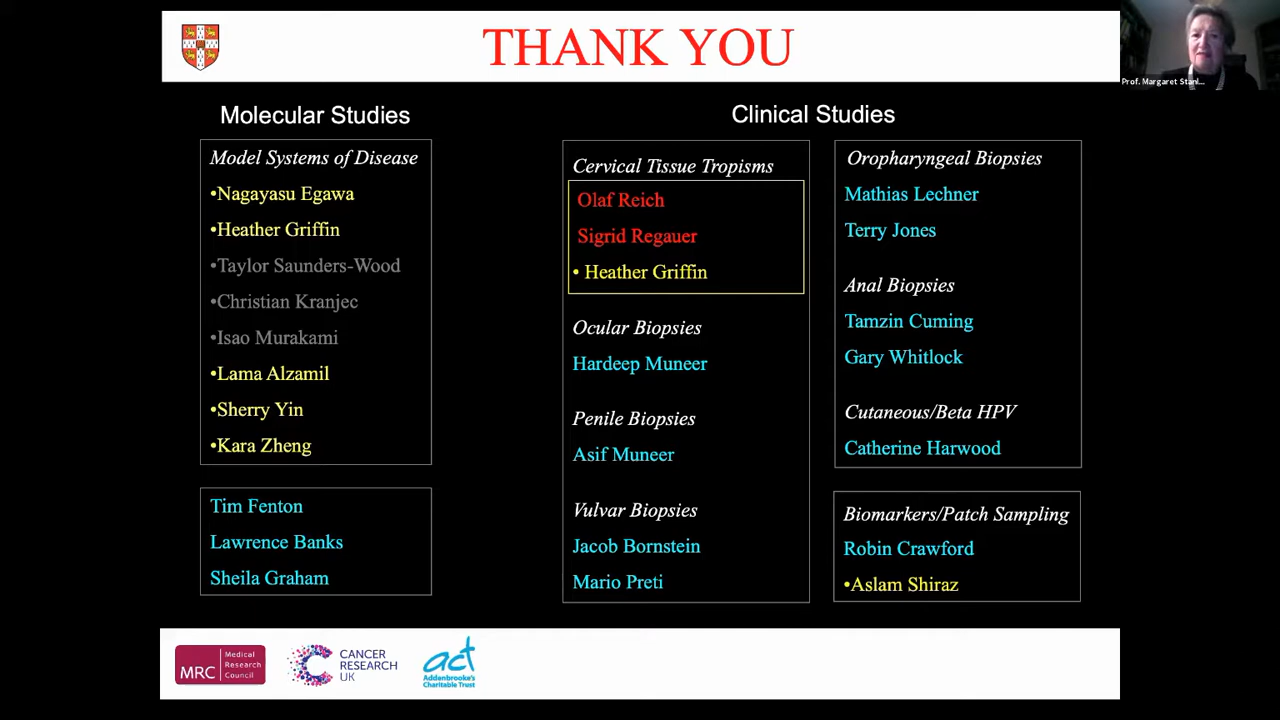 THANK YOU
Prof. Margaret Stanl...
Molecular Studies
Model Systems of Disease
•Nagayasu Egawa
•Heather Griffin
•Taylor Saunders-Wood
•Christian Kranjec
•Isao Murakami
•Lama Alzamil
•Sherry Yin
•Kara Zheng
Tim Fenton
Lawrence Banks
Sheila Graham
Clinical Studies
Cervical Tissue Tropisms
Olaf Reich
Sigrid Regauer
• Heather Griffin
Ocular Biopsies
Hardeep Muneer
Penile Biopsies
Asif Muneer
Vulvar Biopsies
Jacob Bornstein
Mario Preti
Oropharyngeal Biopsies
Mathias Lechner
Terry Jones
Anal Biopsies
Tamzin Cuming
Gary Whitlock
Cutaneous/Beta HPV
Catherine Harwood
Biomarkers/Patch Sampling
Robin Crawford
•Aslam Shiraz
MRC
Medical
Research
Council
CANCER
RESEARCH
UK
act
Addenbrooke's
Charitable Trust